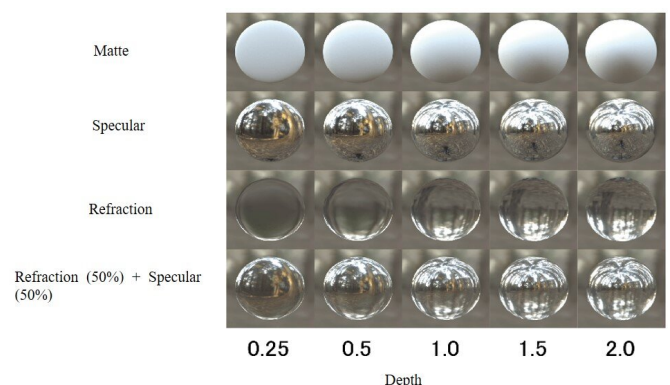 Matte
Specular
Refraction
Refraction (50%) + Specular
(50%)
0.25 0.5 1.0 1.5 2.0
Depth